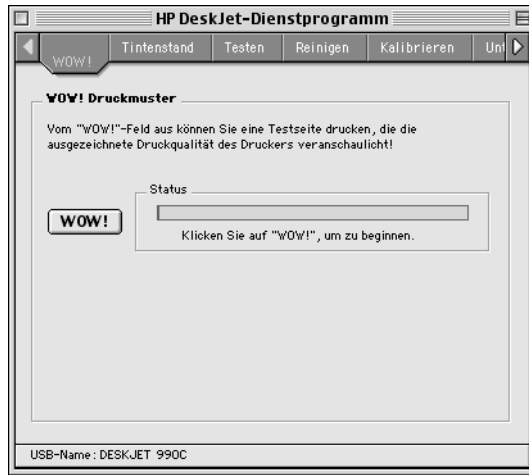 HP DeskJet-Dienstprogramm
WOW! Tintenstand Testen Reinigen Kalibrieren Unt
WOW! Druckmuster
Vom "WOW!"-Feld aus können Sie eine Testseite drucken, die die
ausgezeichnete Druckqualität des Druckers veranschaulicht!
Status
WOW!
Klicken Sie auf "WOW!", um zu beginnen.
USB-Name: DESKJET 990C